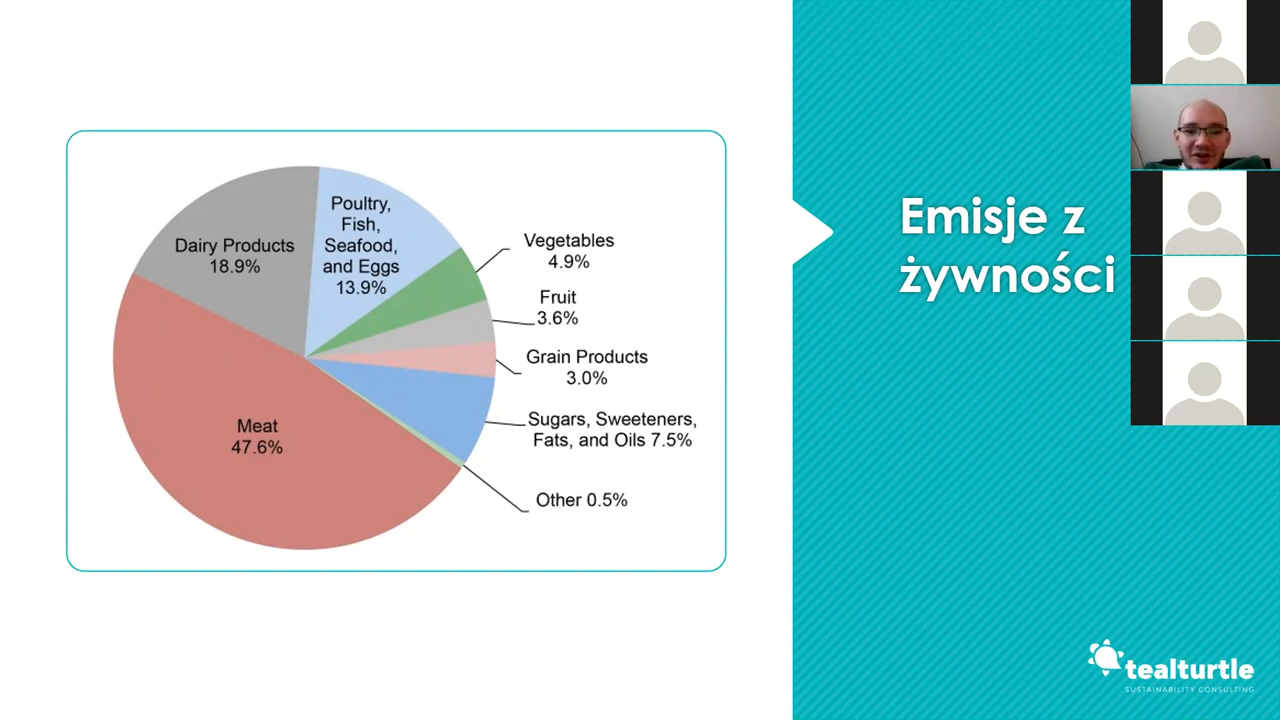 Dairy Products
18.9%
Poultry,
Fish,
Seafood,
and Eggs
13.9%
Vegetables
4.9%
Fruit
3.6%
Grain Products
3.0%
Sugars, Sweeteners,
Fats, and Oils 7.5%
Other 0.5%
Meat
47.6%
Emisje z
żywności
tealturtle
SUSTAINABILITY CONSULTING